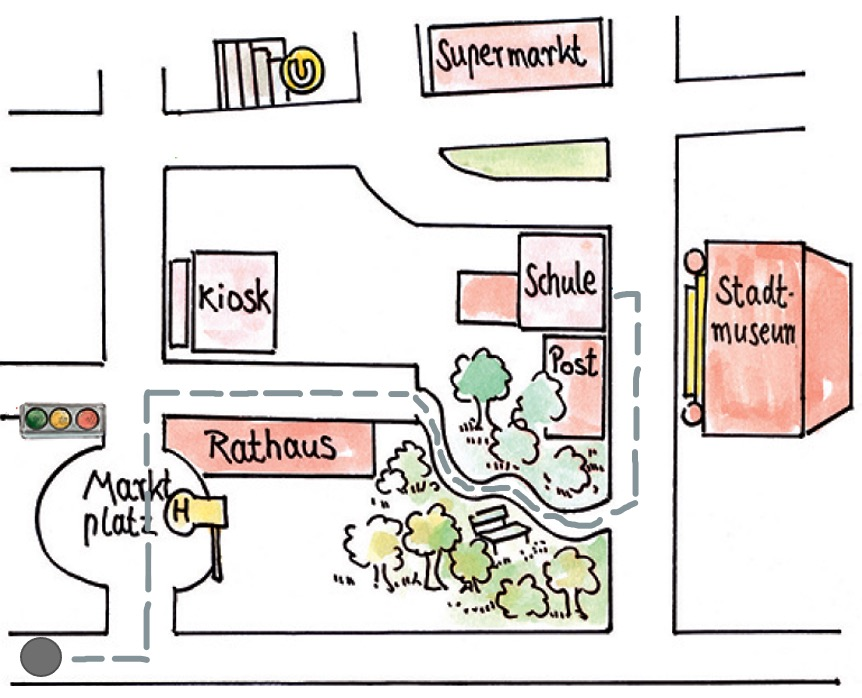 Supermarkt
U
Schule
Kiosk
Stadt-
museum
Post
Rathaus
Markt
platz
H